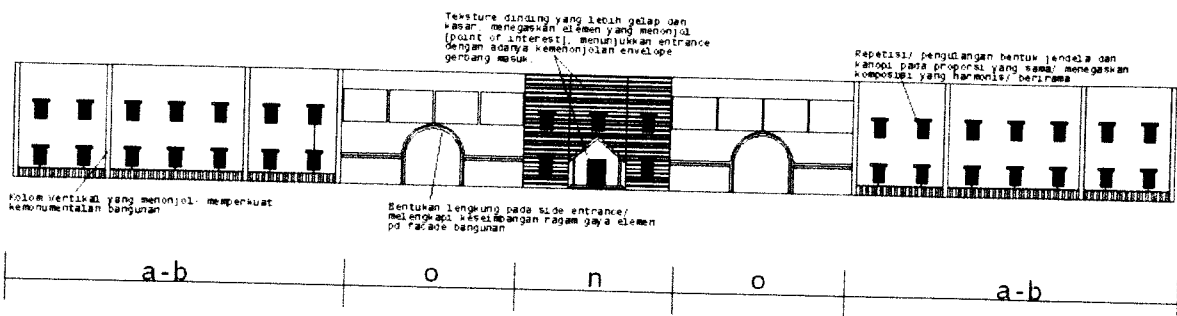 Teksture dinding yang lebih gelap dan
kasar, menegaskan elemen yang menonjol
[point of interest], menunjukkan entrance
dengan adanya kemenonjolan envelope
gerbang masuk.
Repetisi/ pengulangan bentuk jendela dan
kanopi pada proporsi yang sama/ menegaskan
komposisi yang harmonis/ berirama
Kolom vertikal yang menonjol, memperkuat
kemonumentalan bangunan
Bentukan lengkung pada side entrance/
melengkapi keseimbangan ragam gaya elemen
pd facade bangunan
a-b
o
n
o
a-b